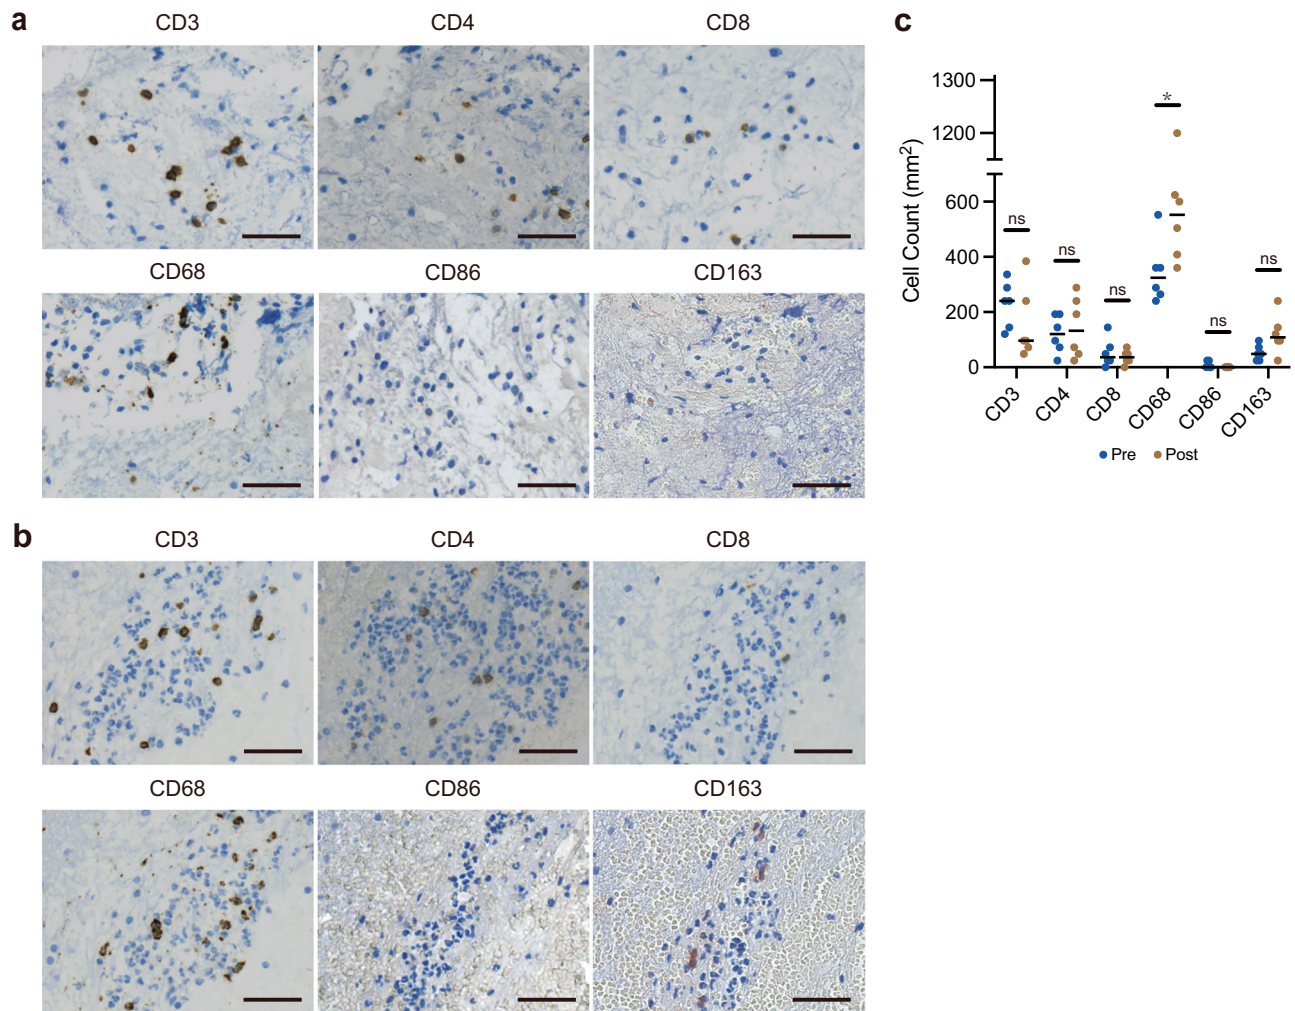 a
CD3 CD4 CD8
CD68 CD86 CD163
b
CD3 CD4 CD8
CD68 CD86 CD163
c
Cell Count (mm²)
1300
1200
600
400
200
0
ns
ns
ns
*
ns
ns
CD3 CD4 CD8 CD68 CD86 CD163
Pre Post